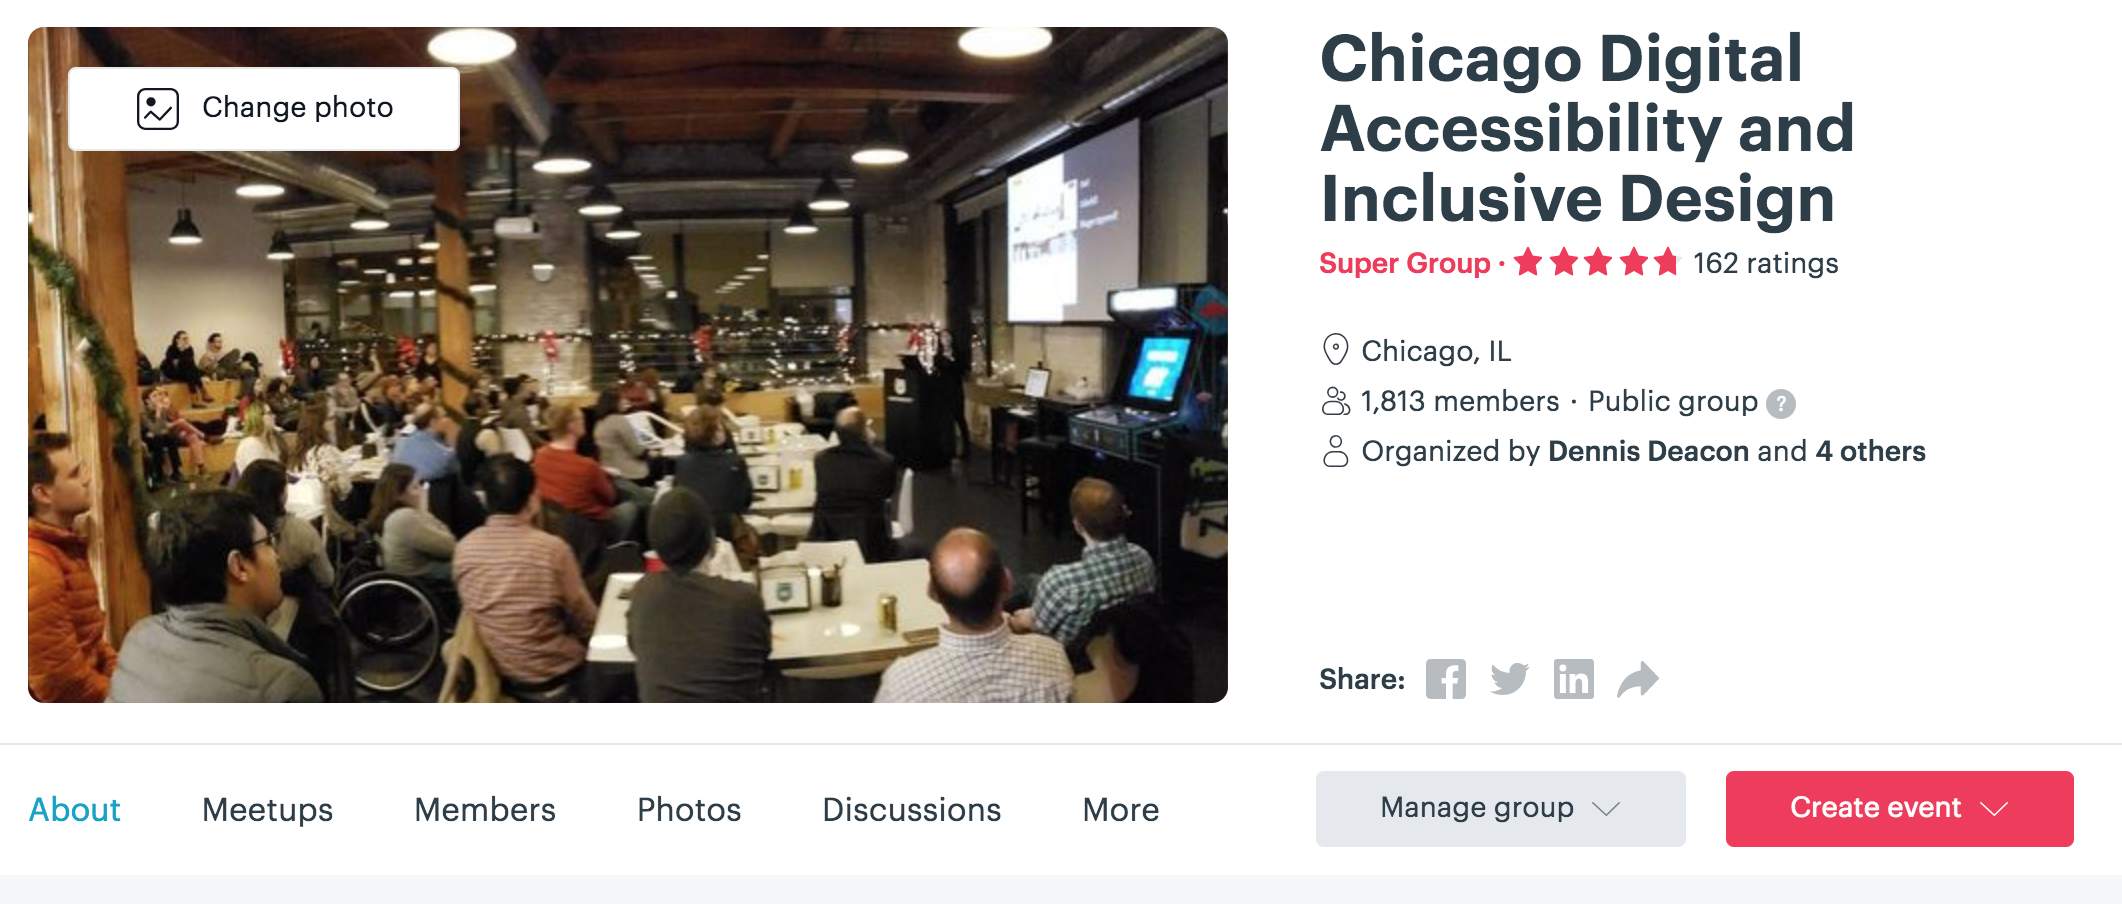 Change photo
Chicago Digital
Accessibility and
Inclusive Design
Super Group · 162 ratings
Chicago, IL
1,813 members · Public group ?
Organized by Dennis Deacon and 4 others
Share:
About Meetups Members Photos Discussions More Manage group Create event